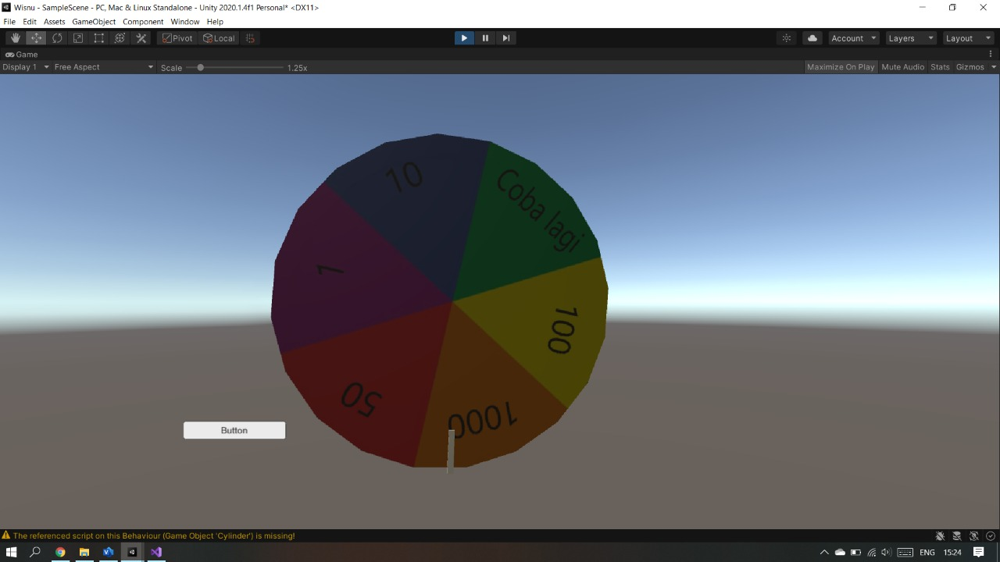 Wisnu - SampleScene - PC, Mac & Linux Standalone - Unity 2020.1.4f1 Personal* <DX11>
File Edit Assets GameObject Component Window Help
Pivot Local Account Layers Layout
Game
Display 1 Free Aspect Scale 1.25x Maximize On Play Mute Audio Stats Gizmos
10
Coba lagi
1
100
50
1000
Button
The referenced script on this Behaviour (Game Object 'Cylinder') is missing!
ENG 15:24